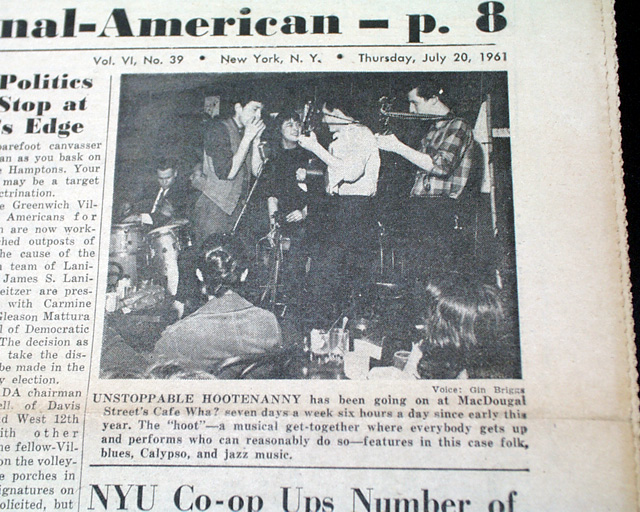 nal-American — p. 8
Vol. VI, No. 39 • New York, N. Y. • Thursday, July 20, 1961
Politics
Stop at
's Edge
barefoot canvasser
an as you bask on
e Hamptons. Your
may be a target
ctrination.
e Greenwich Vil-
Americans for
n are now work-
ched outposts of
the cause of the
n team of Lani-
James S. Lani-
eitzer are pres-
with Carmine
Gleason Mattura
l of Democratic
The decision as
take the dis-
be made in the
y election.
DA chairman
ell of Davis
d West 12th
ith other
he fellow-Vil-
on the volley-
e porches in
ignatures on
olicited, but
Voice: Gin Briggs
UNSTOPPABLE HOOTENANNY has been going on at MacDougal
Street's Cafe Wha? seven days a week six hours a day since early this
year. The "hoot"—a musical get-together where everybody gets up
and performs who can reasonably do so—features in this case folk,
blues, Calypso, and jazz music.
NYU Co-op Ups Number of